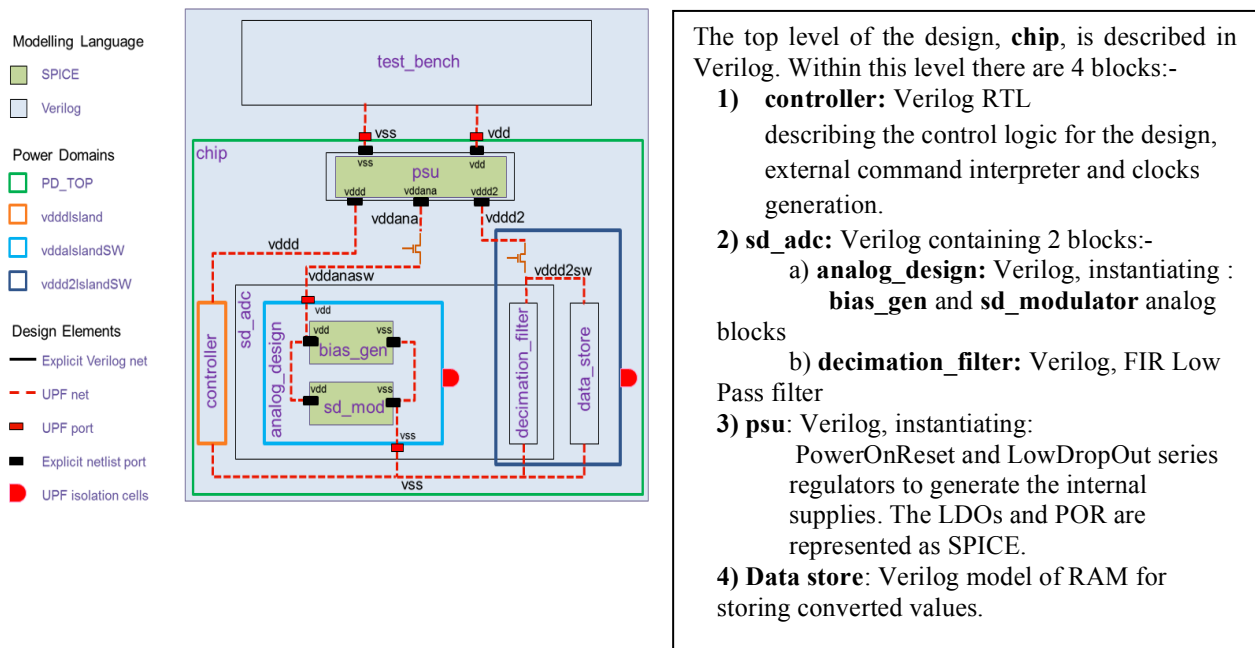 Modelling Language
SPICE
Verilog
Power Domains
PD_TOP
vdddIsland
vddaIslandSW
vddd2IslandSW
Design Elements
Explicit Verilog net
UPF net
UPF port
Explicit netlist port
UPF isolation cells
test_bench
vss
vdd
chip
vss
vdd
psu
vddd
vddana
vddd2
vddana
vddd2
vddd
vddanasw
vddd2sw
controller
sd_adc
analog_design
vdd
vdd
vss
bias_gen
vdd
vss
sd_mod
vss
decimation_filter
data_store
vss
The top level of the design, chip, is described in
Verilog. Within this level there are 4 blocks:-
1) controller: Verilog RTL
describing the control logic for the design,
external command interpreter and clocks
generation.
2) sd_adc: Verilog containing 2 blocks:-
a) analog_design: Verilog, instantiating :
bias_gen and sd_modulator analog
blocks
b) decimation_filter: Verilog, FIR Low
Pass filter
3) psu: Verilog, instantiating:
PowerOnReset and LowDropOut series
regulators to generate the internal
supplies. The LDOs and POR are
represented as SPICE.
4) Data store: Verilog model of RAM for
storing converted values.